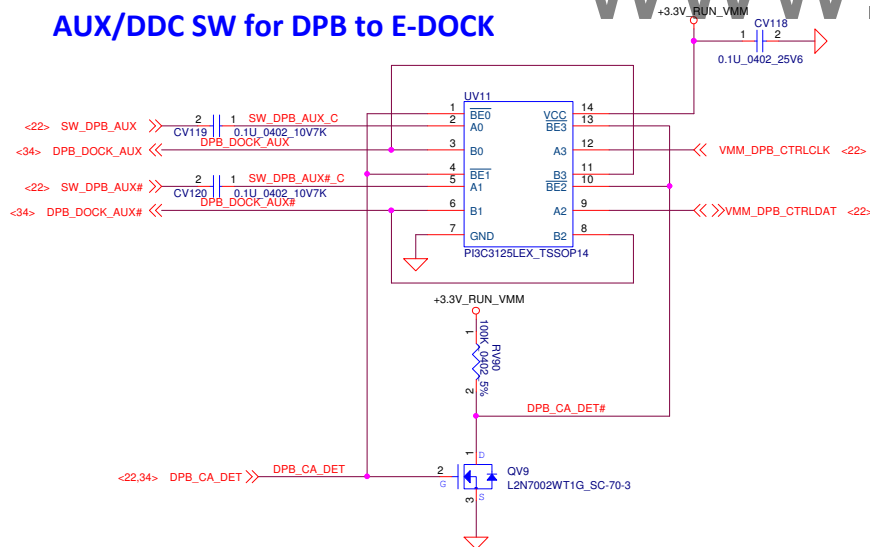 AUX/DDC SW for DPB to E-DOCK
+3.3V_RUN_VMM
CV118
1 2
0.1U_0402_25V6
UV11
<22> SW_DPB_AUX 2 1 SW_DPB_AUX_C 1 BE0 VCC 14
CV119 0.1U_0402_10V7K 2 A0 BE3 13
<34> DPB_DOCK_AUX DPB_DOCK_AUX 3 B0 A3 12 VMM_DPB_CTRLCLK <22>
4 BE1 B3 11
<22> SW_DPB_AUX# 2 1 SW_DPB_AUX#_C 5 A1 BE2 10
CV120 0.1U_0402_10V7K
<34> DPB_DOCK_AUX# DPB_DOCK_AUX# 6 B1 A2 9 VMM_DPB_CTRLDAT <22>
7 GND B2 8
PI3C3125LEX_TSSOP14
+3.3V_RUN_VMM
1
RV90
100K_0402_5%
2
DPB_CA_DET#
1 D
<22,34> DPB_CA_DET DPB_CA_DET 2 G QV9
L2N7002WT1G_SC-70-3
3 S